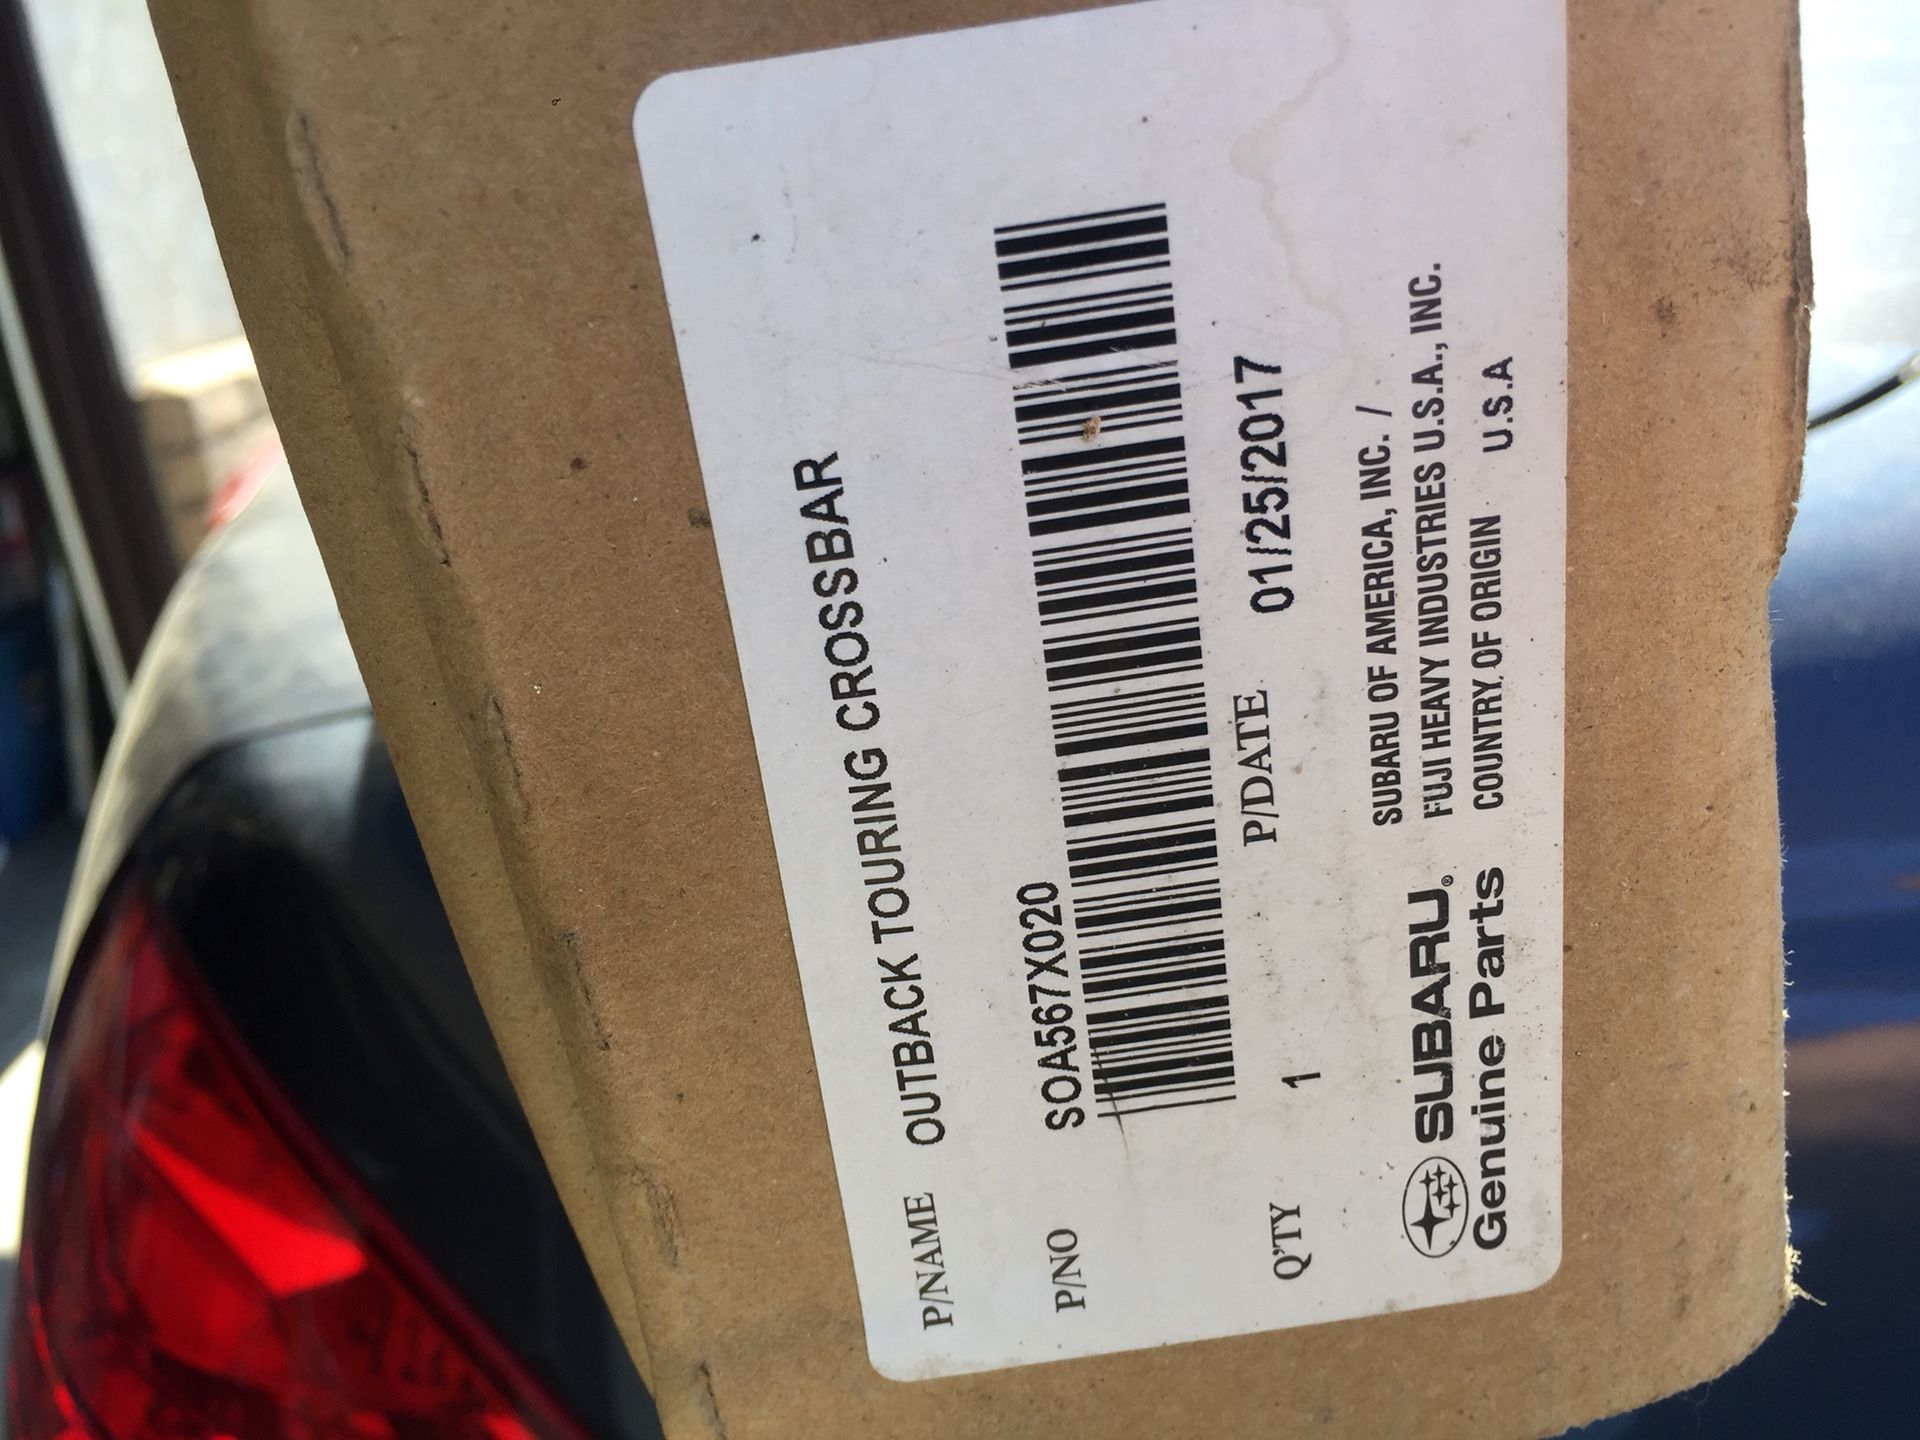 P/NAME OUTBACK TOURING CROSSBAR
P/NO SOA567X020
Q'TY 1 P/DATE 01/25/2017
SUBARU® SUBARU OF AMERICA, INC. /
FUJI HEAVY INDUSTRIES U.S.A., INC.
Genuine Parts COUNTRY OF ORIGIN U.S.A